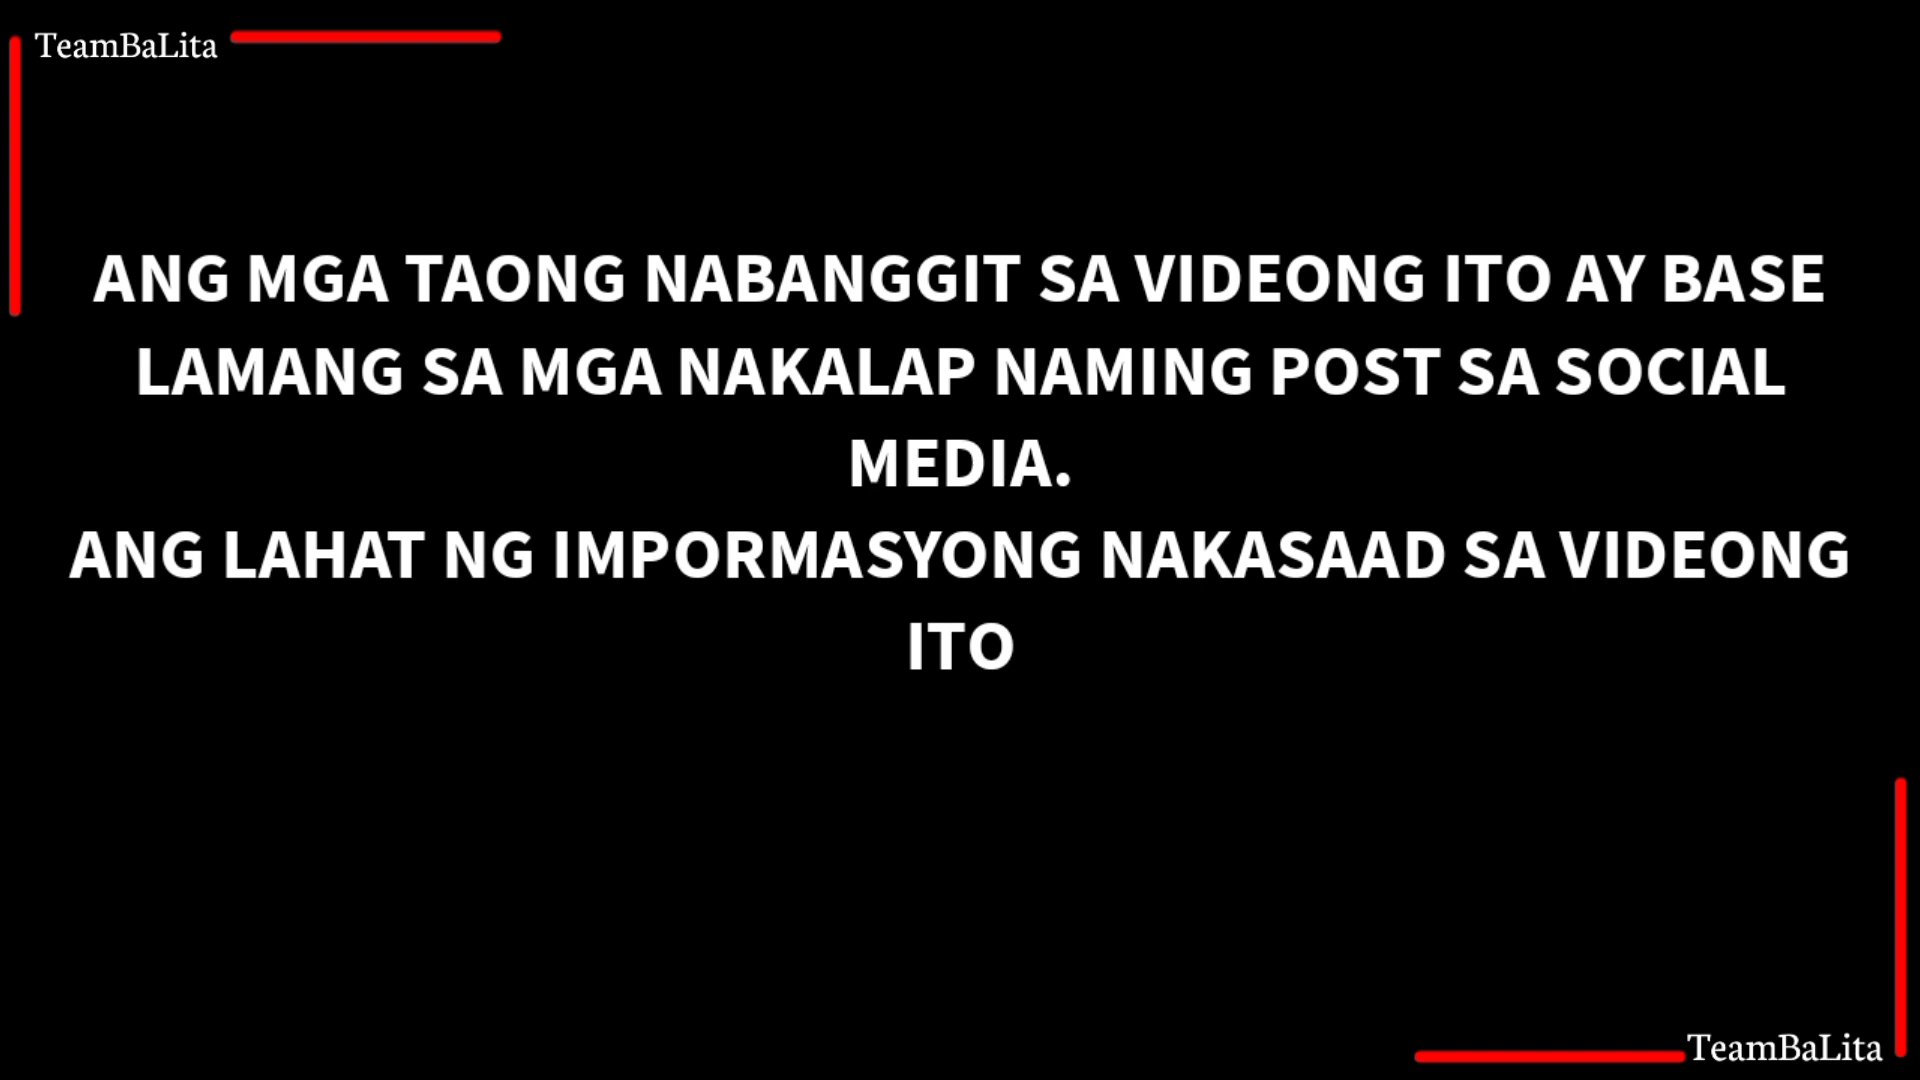 TeamBaLita
ANG MGA TAONG NABANGGIT SA VIDEONG ITO AY BASE
LAMANG SA MGA NAKALAP NAMING POST SA SOCIAL
MEDIA.
ANG LAHAT NG IMPORMASYONG NAKASAAD SA VIDEONG
ITO
TeamBaLita